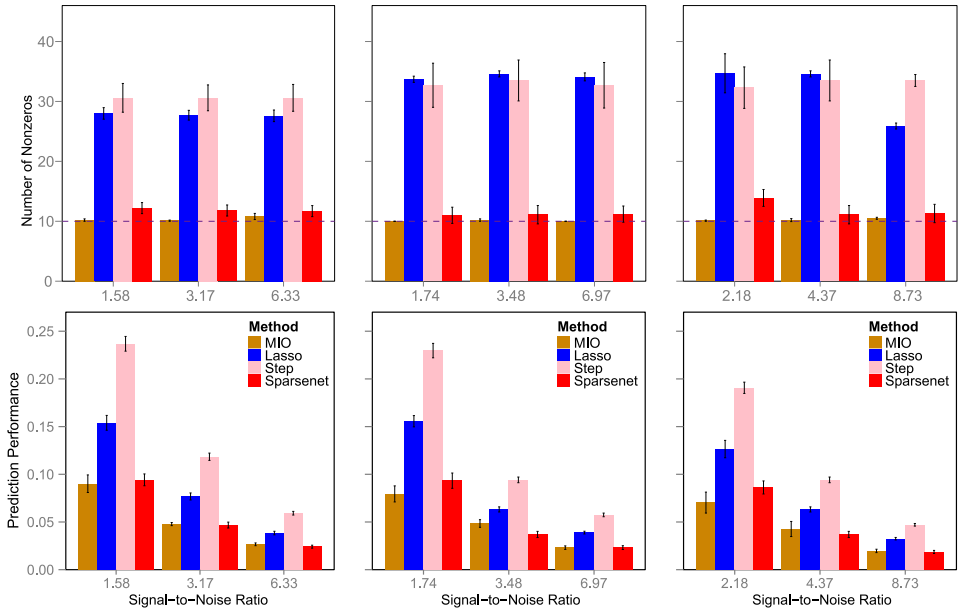 40
30
20
10
0
Number of Nonzeros
1.58 3.17 6.33
1.74 3.48 6.97
2.18 4.37 8.73
0.25
0.20
0.15
0.10
0.05
0.00
Prediction Performance
Method
MIO
Lasso
Step
Sparsenet
1.58 3.17 6.33
Signal−to−Noise Ratio
Method
MIO
Lasso
Step
Sparsenet
1.74 3.48 6.97
Signal−to−Noise Ratio
Method
MIO
Lasso
Step
Sparsenet
2.18 4.37 8.73
Signal−to−Noise Ratio